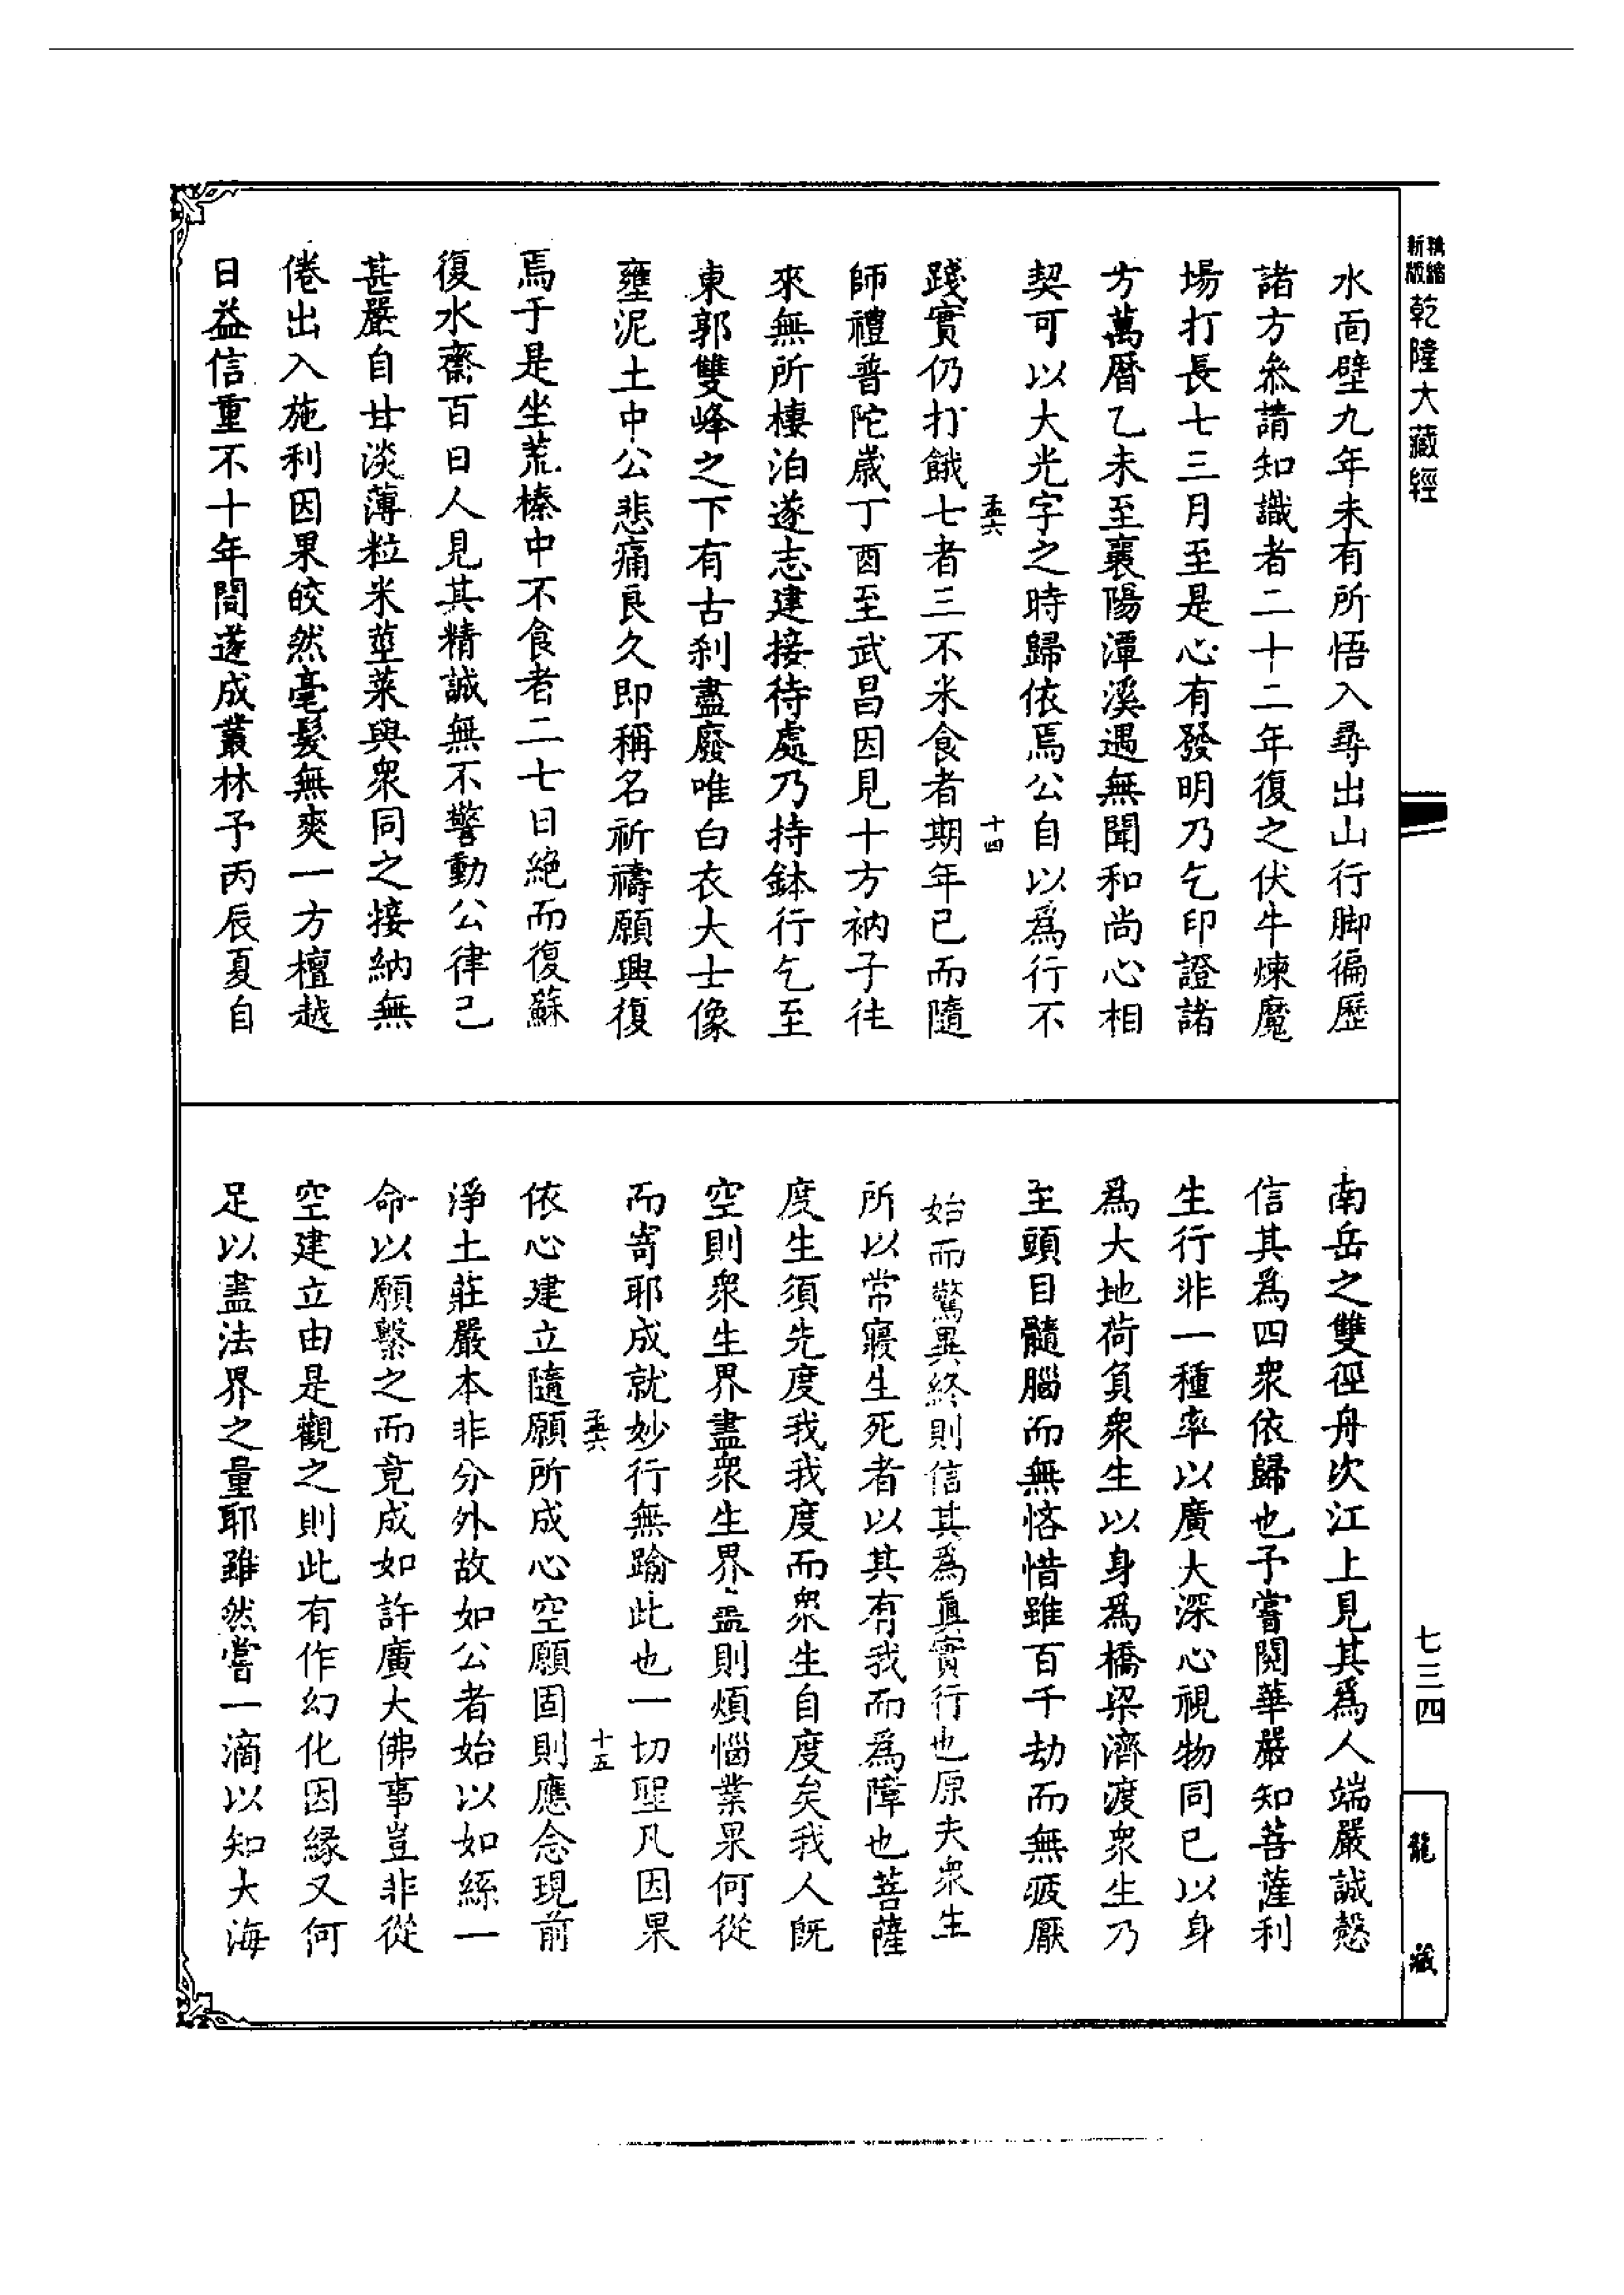 精縮新版乾隆大藏經
水面壁九年未有所悟入尋出山行脚徧歷
諸方叅請知識者二十二年復之伏牛煉魔
塲打長七三月至是心有發明乃乞印證諸
方萬曆乙未至襄陽潭溪遇無聞和尚心相
契可以大光字之時歸依焉公自以爲行不
孟六 十四
踐實仍打餓七者三不米食者期年已而隨
師禮普陀歲丁酉至武昌因見十方衲子往
來無所棲泊遂志建接待處乃持鉢行乞至
東郭雙峰之下有古刹盡廢唯白衣大士像
壅泥土中公悲痛良久即稱名祈禱願興復
焉于是坐荒榛中不食者二七日絶而復蘇
復水齋百日人見其精誠無不警動公律己
甚嚴自甘淡薄粒米莖菜與衆同之接納無
倦出入施利因果皎然毫髮無爽一方檀越
日益信重不十年間遂成叢林予丙辰夏自
南岳之雙徑舟次江上見其爲人端嚴誠慤
信其爲四衆依歸也予嘗閱華嚴知菩薩利
生行非一種率以廣大深心視物同已以身
爲大地荷負衆生以身爲橋梁濟渡衆生乃
至頭目髓腦而無悋惜雖百千劫而無疲厭
始而驚異終則信其爲眞實行也原夫衆生
所以常寢生死者以其有我而爲障也菩薩
度生須先度我我度而衆生自度矣我人旣
空則衆生界盡衆生界盡則煩惱業果何從
而寄耶成就妙行無踰此也一切聖凡因果
孟六 十五
依心建立隨願所成心空願固則應念現前
淨土莊嚴本非分外故如公者始以如絲一
命以願繫之而竟成如許廣大佛事豈非從
空建立由是觀之則此有作幻化因緣又何
足以盡法界之量耶雖然嘗一滴以知大海
七三四
龍藏